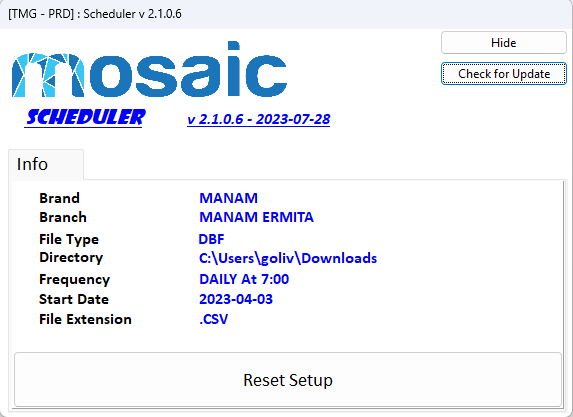 [TMG - PRD] : Scheduler v 2.1.0.6
Hide
mosaic
Check for Update
SCHEDULER v 2.1.0.6 - 2023-07-28
Info
Brand MANAM
Branch MANAM ERMITA
File Type DBF
Directory C:\Users\goliv\Downloads
Frequency DAILY At 7:00
Start Date 2023-04-03
File Extension .CSV
Reset Setup